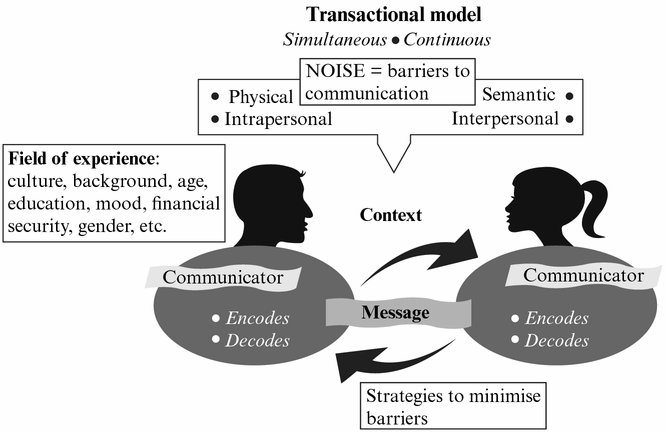 Transactional model
Simultaneous ● Continuous
NOISE = barriers to
communication
● Physical
● Intrapersonal
Semantic ●
Interpersonal ●
Field of experience:
culture, background, age,
education, mood, financial
security, gender, etc.
Context
Communicator
● Encodes
● Decodes
Message
Communicator
● Encodes
● Decodes
Strategies to minimise
barriers